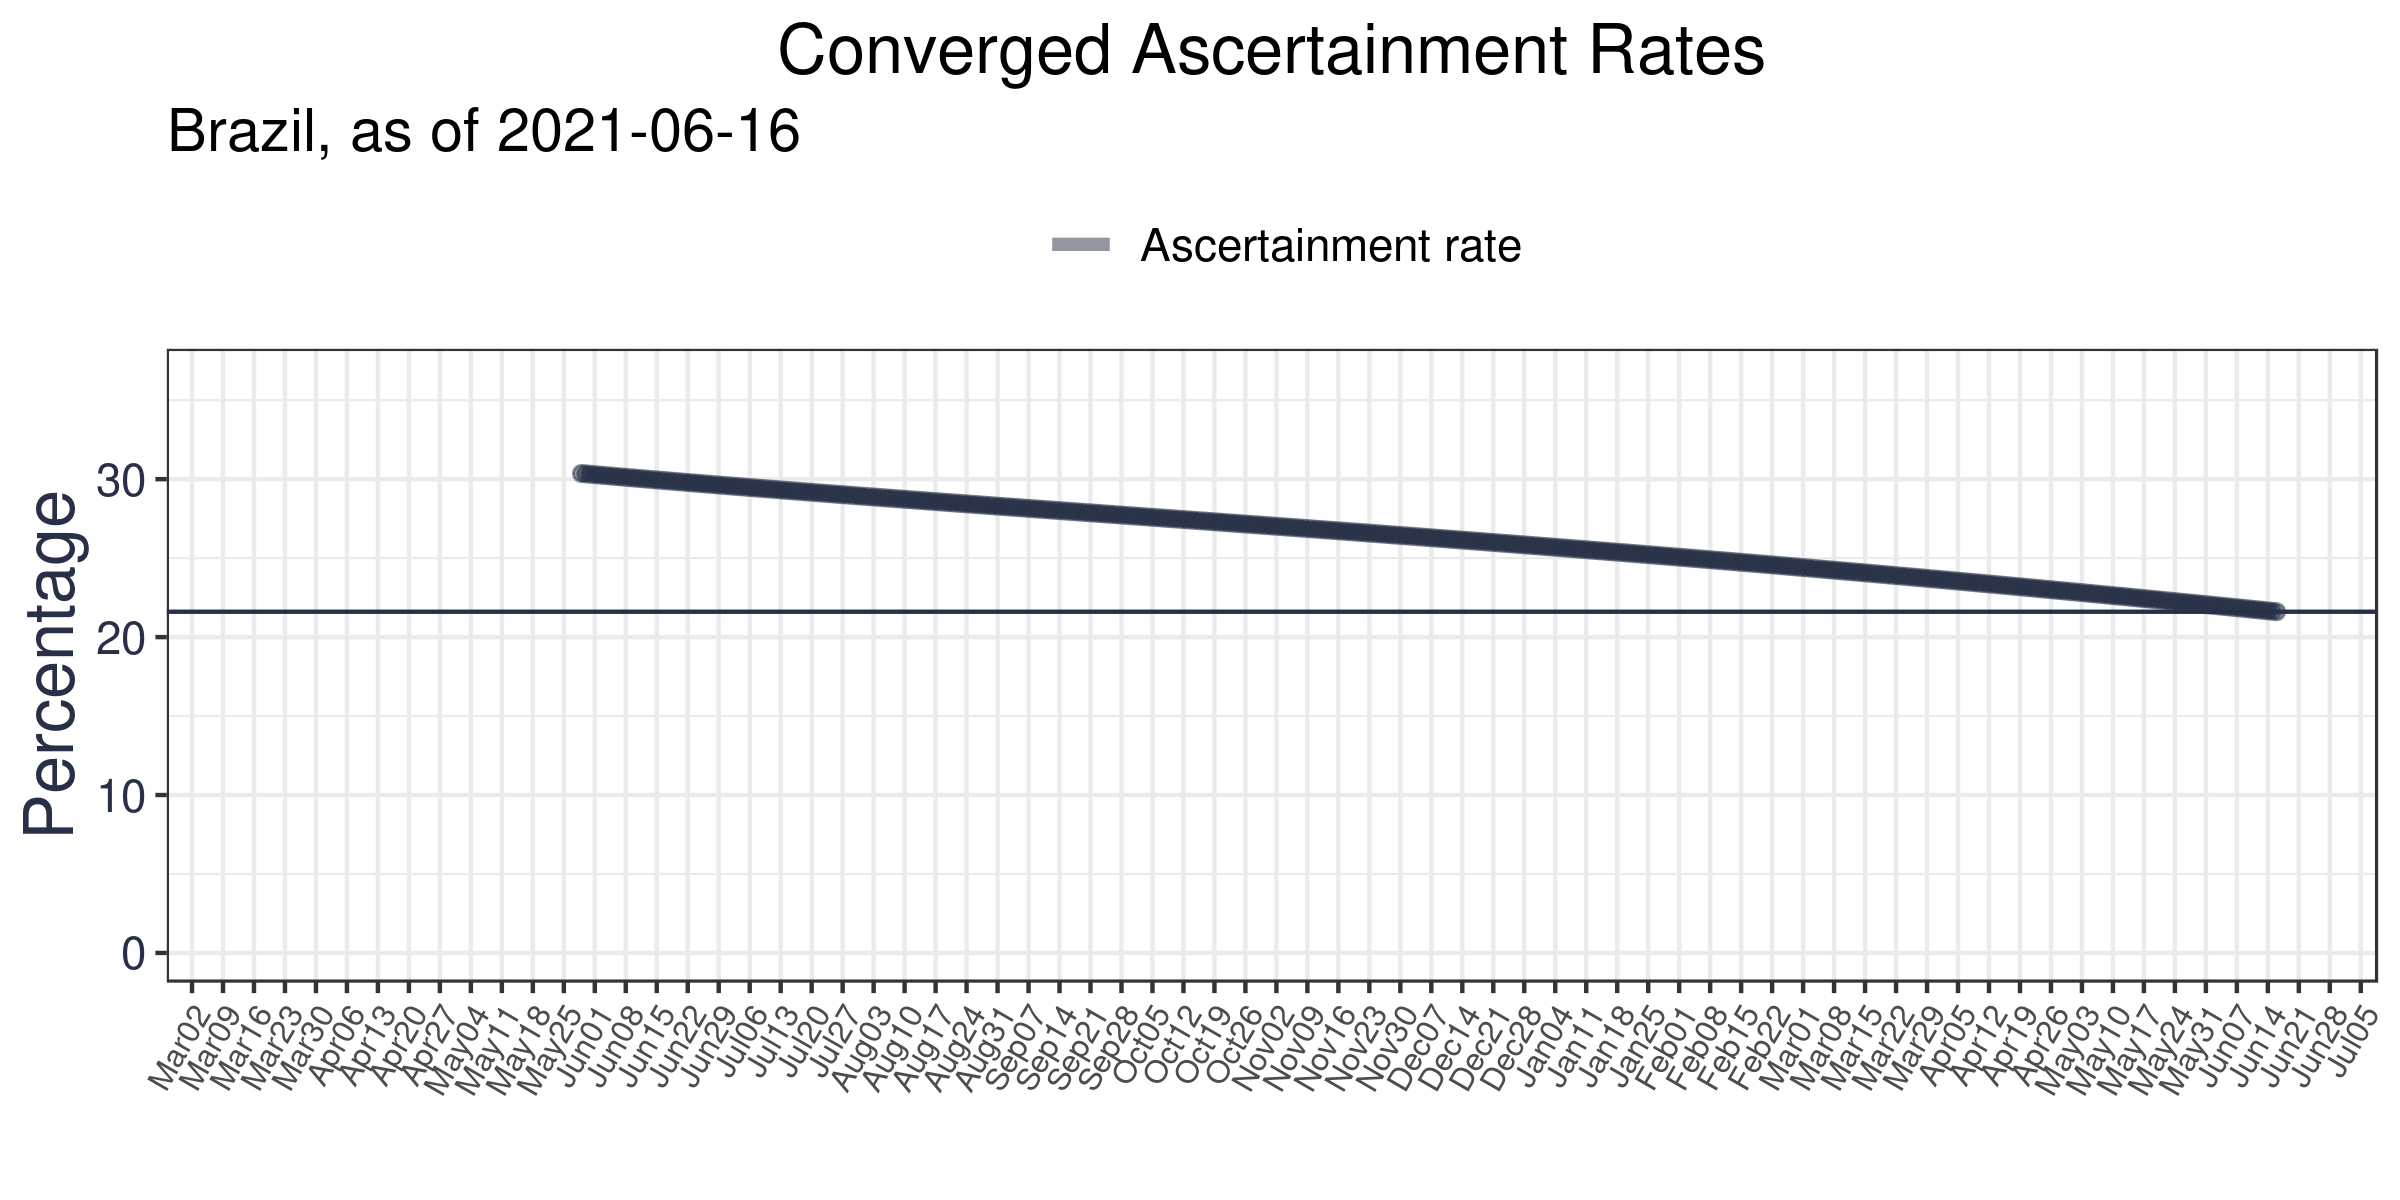 Converged Ascertainment Rates
Brazil, as of 2021-06-16
Ascertainment rate
Percentage
30
20
10
0
Mar02 Mar09 Mar16 Mar23 Mar30 Apr06 Apr13 Apr20 Apr27 May04 May11 May18 May25 Jun01 Jun08 Jun15 Jun22 Jun29 Jul06 Jul13 Jul20 Jul27 Aug03 Aug10 Aug17 Aug24 Aug31 Sep07 Sep14 Sep21 Sep28 Oct05 Oct12 Oct19 Oct26 Nov02 Nov09 Nov16 Nov23 Nov30 Dec07 Dec14 Dec21 Dec28 Jan04 Jan11 Jan18 Jan25 Feb01 Feb08 Feb15 Feb22 Mar01 Mar08 Mar15 Mar22 Mar29 Apr05 Apr12 Apr19 Apr26 May03 May10 May17 May24 May31 Jun07 Jun14 Jun21 Jun28 Jul05